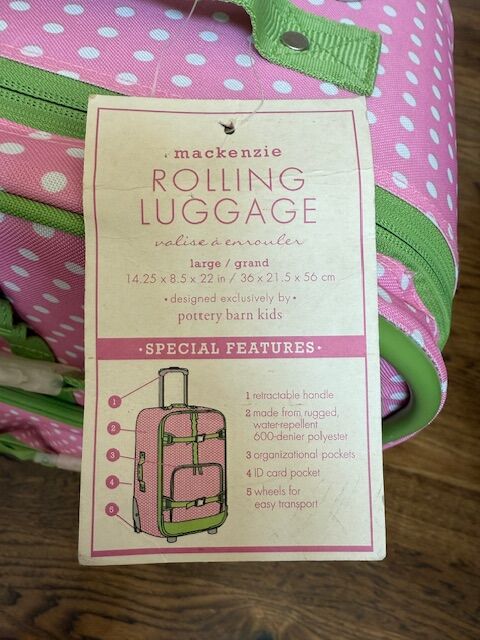 mackenzie
ROLLING
LUGGAGE
valise à enrouler
large / grand
14.25 x 8.5 x 22 in / 36 x 21.5 x 56 cm
• designed exclusively by •
pottery barn kids
• SPECIAL FEATURES •
1
2
3
4
5
1 retractable handle
2 made from rugged,
water-repellent
600-denier polyester
3 organizational pockets
4 ID card pocket
5 wheels for
easy transport